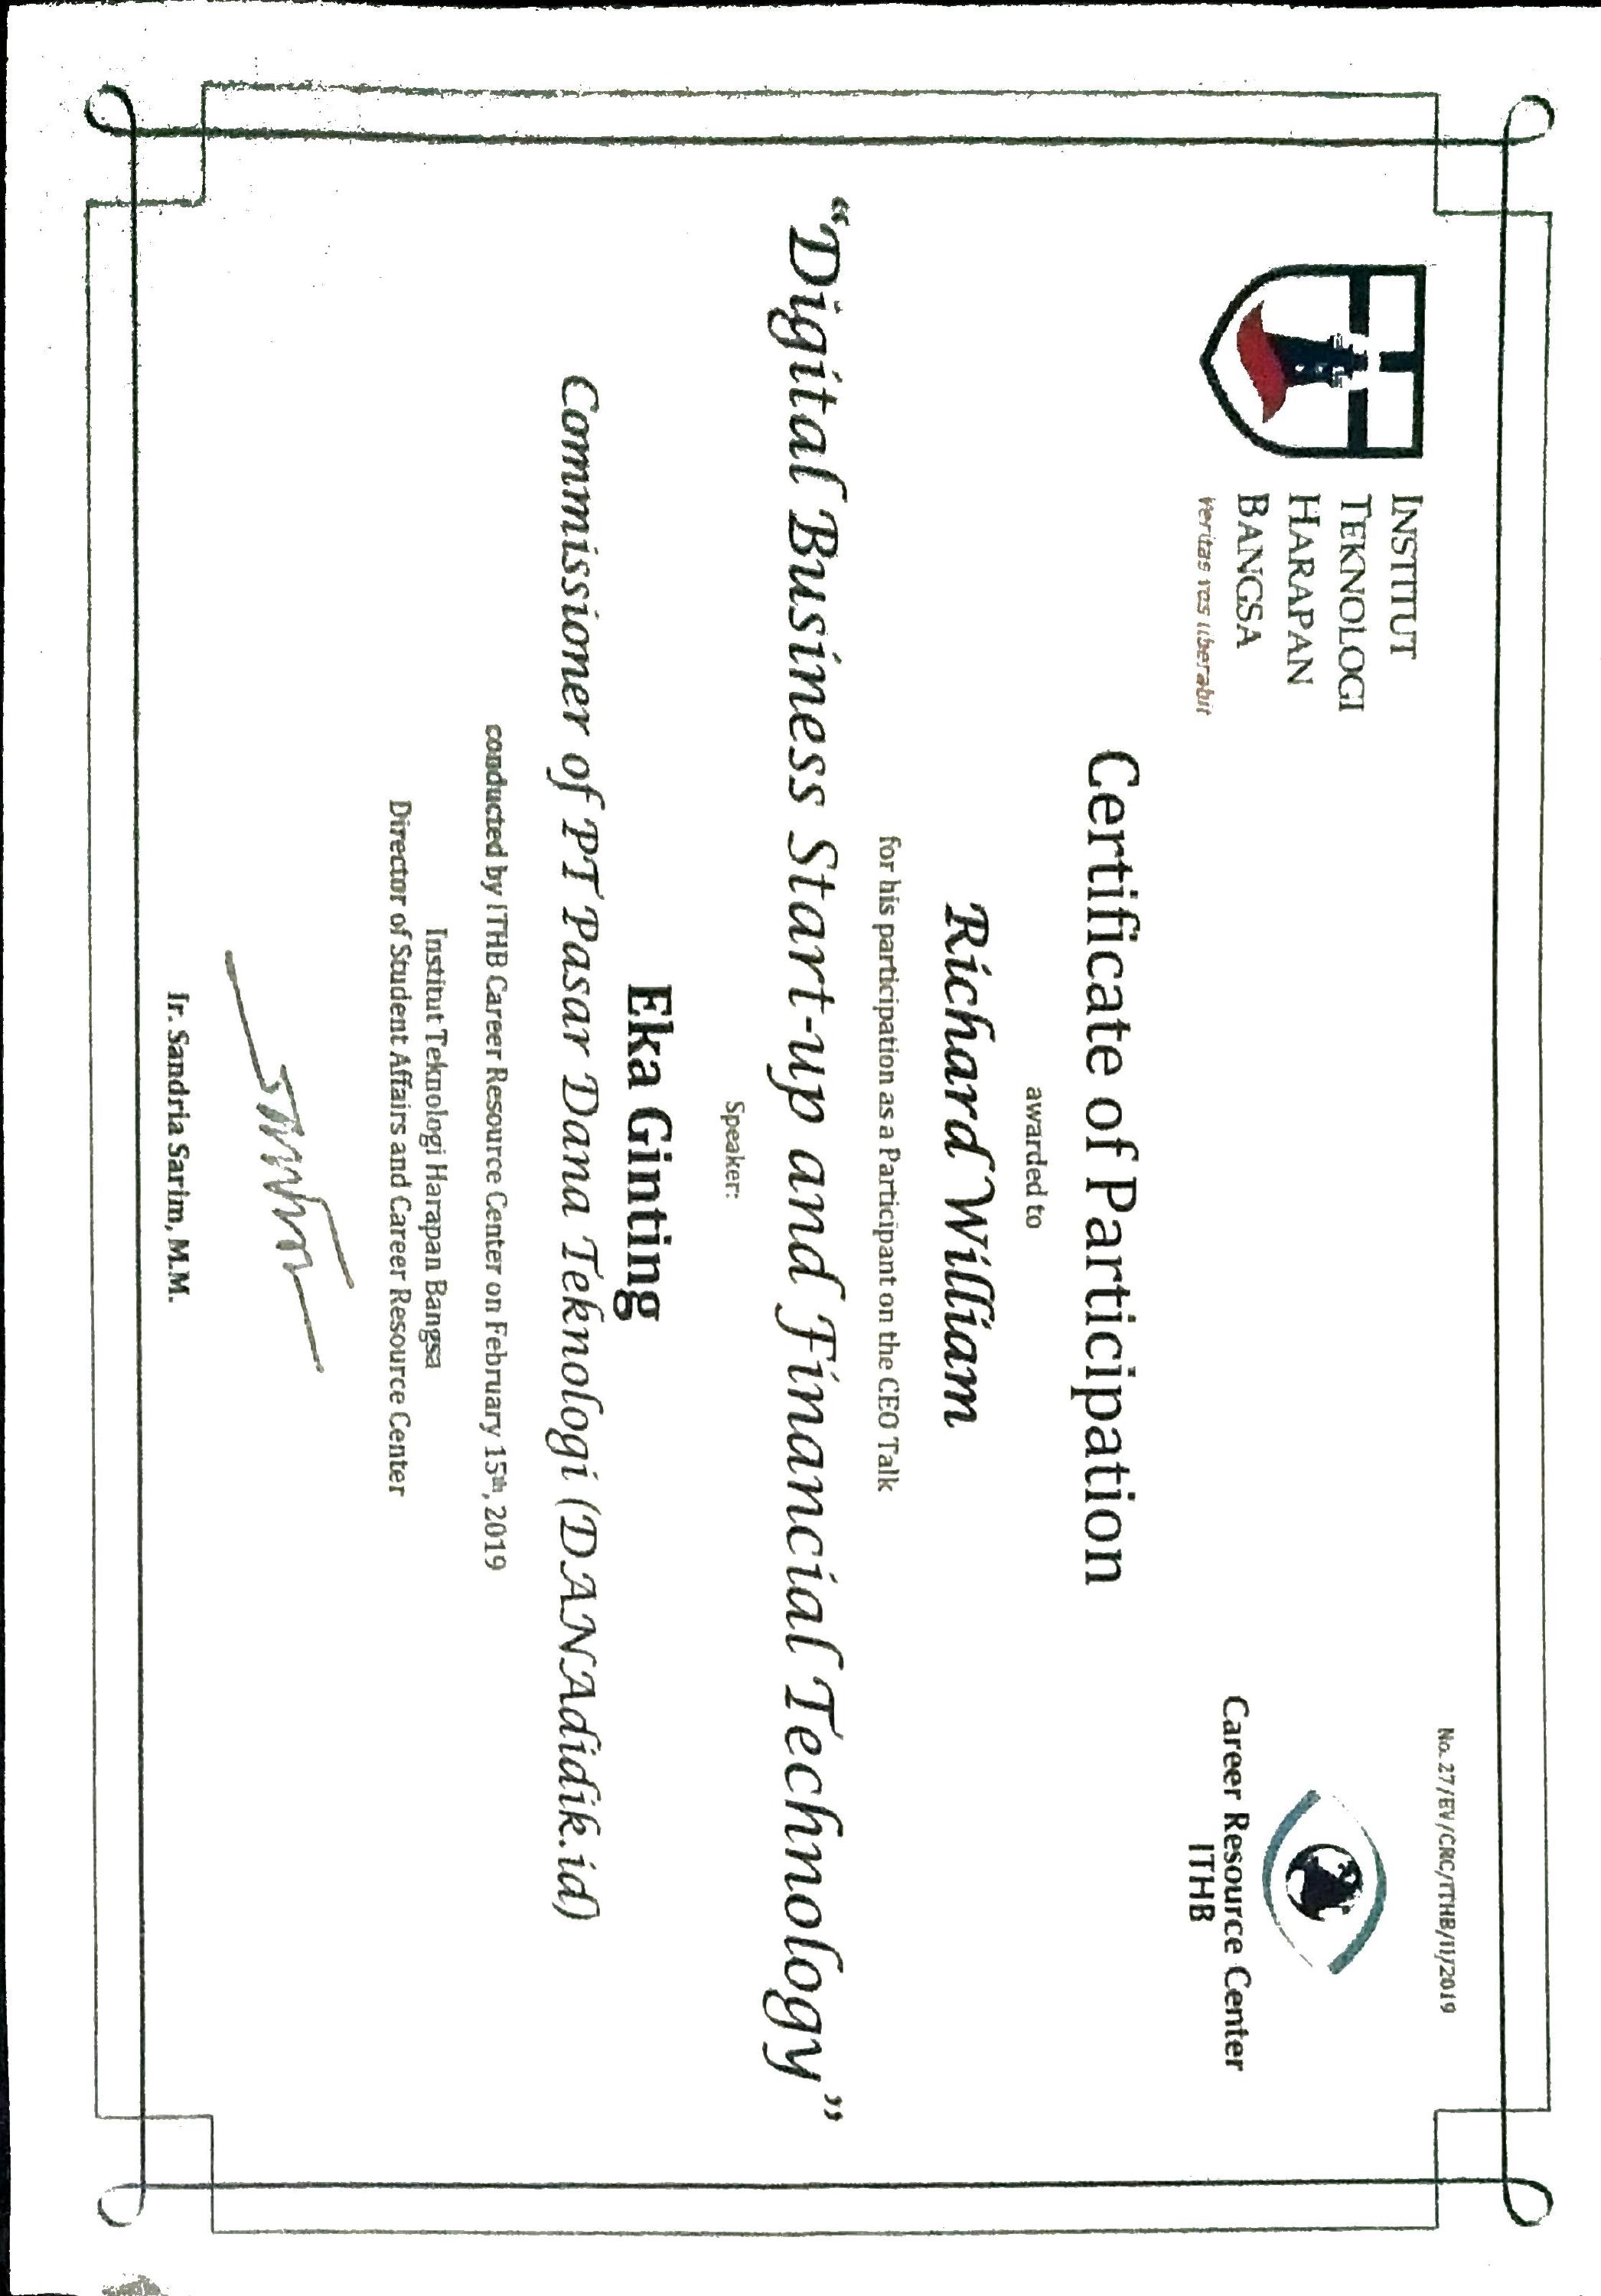 No. 27/EV/CRC/ITHB/II/2019
INSTITUT
TEKNOLOGI
HARAPAN
BANGSA
Veritas vos liberabit
Career Resource Center
ITHB
Certificate of Participation
awarded to
Richard William
for his participation as a Participant on the CEO Talk
“Digital Business Start-up and Financial Technology”
Speaker:
Eka Ginting
Commissioner of PT Pasar Dana Teknologi (DANAdidik.id)
conducted by ITHB Career Resource Center on February 15th, 2019
Institut Teknologi Harapan Bangsa
Director of Student Affairs and Career Resource Center
Ir. Sandria Sarim, M.M.